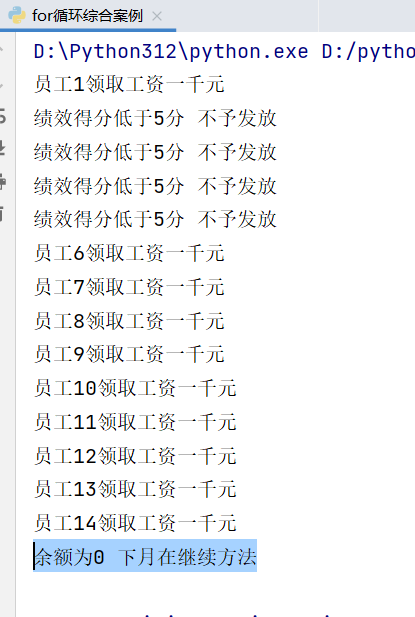 for循环综合案例
D:\Python312\python.exe D:/pytho
员工1领取工资一千元
绩效得分低于5分 不予发放
绩效得分低于5分 不予发放
绩效得分低于5分 不予发放
绩效得分低于5分 不予发放
员工6领取工资一千元
员工7领取工资一千元
员工8领取工资一千元
员工9领取工资一千元
员工10领取工资一千元
员工11领取工资一千元
员工12领取工资一千元
员工13领取工资一千元
员工14领取工资一千元
余额为0 下月在继续方法